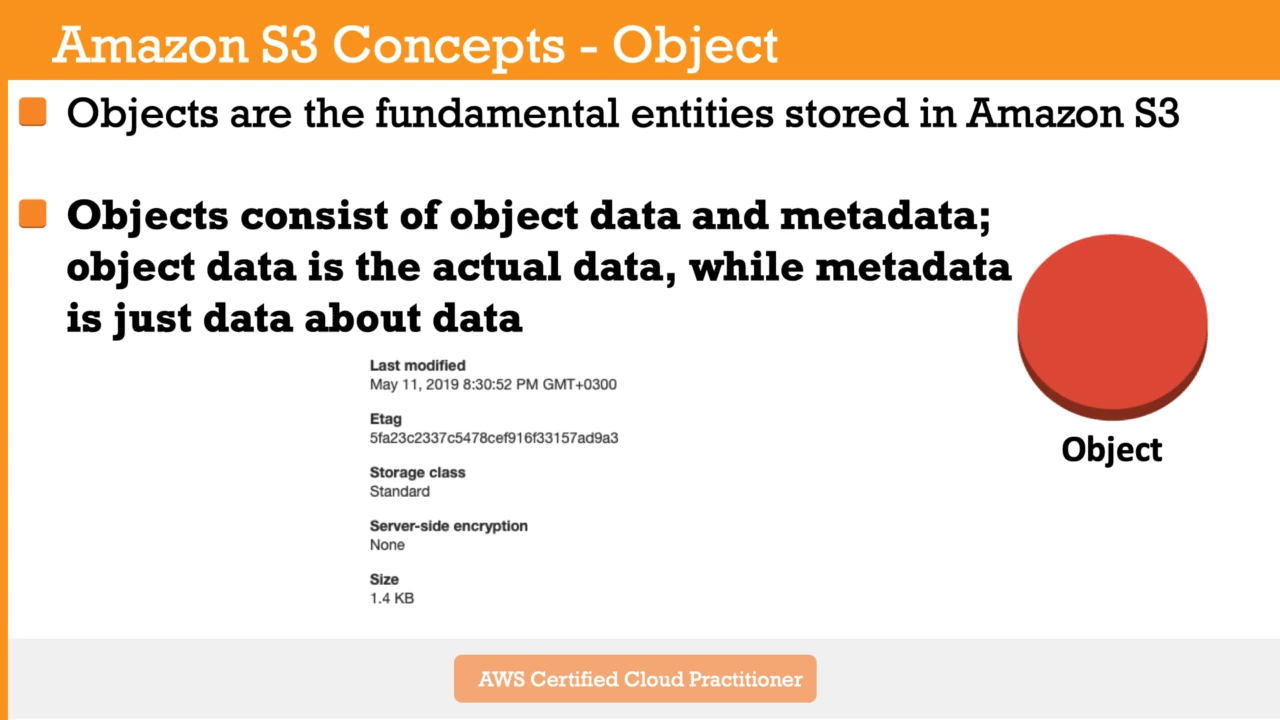 Amazon S3 Concepts - Object
Objects are the fundamental entities stored in Amazon S3
Objects consist of object data and metadata;
object data is the actual data, while metadata
is just data about data
Last modified
May 11, 2019 8:30:52 PM GMT+0300
Etag
5fa23c2337c5478cef916f33157ad9a3
Storage class
Standard
Server-side encryption
None
Size
1.4 KB
Object
AWS Certified Cloud Practitioner